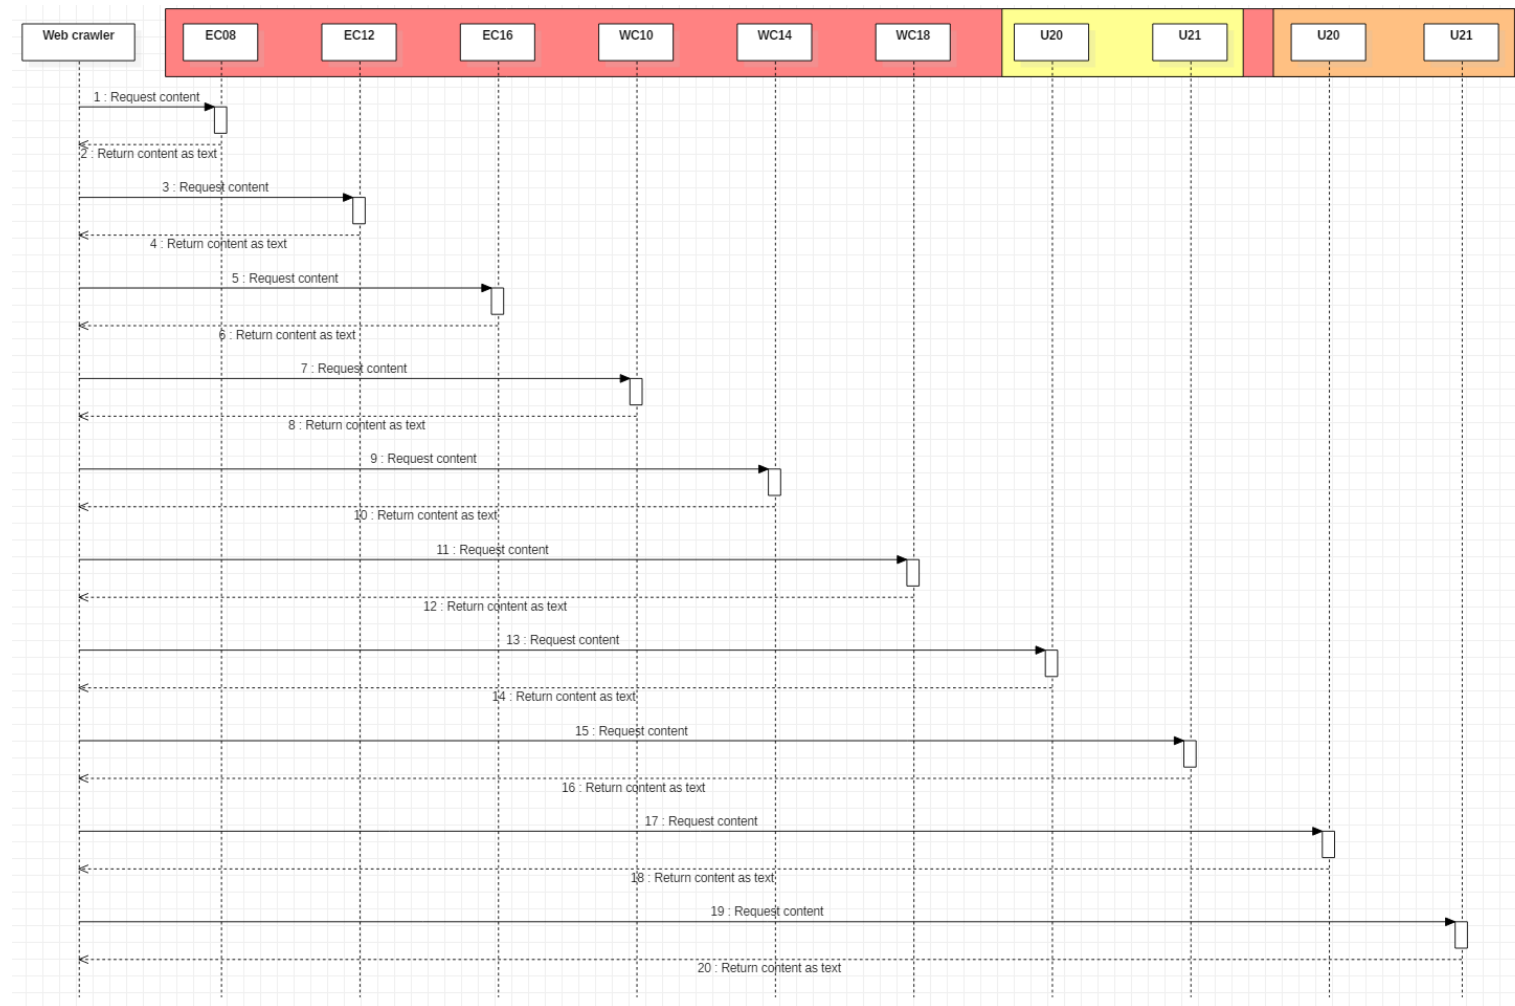 Web crawler EC08 EC12 EC16 WC10 WC14 WC18 U20 U21 U20 U21
1 : Request content
2 : Return content as text
3 : Request content
4 : Return content as text
5 : Request content
6 : Return content as text
7 : Request content
8 : Return content as text
9 : Request content
10 : Return content as text
11 : Request content
12 : Return content as text
13 : Request content
14 : Return content as text
15 : Request content
16 : Return content as text
17 : Request content
18 : Return content as text
19 : Request content
20 : Return content as text